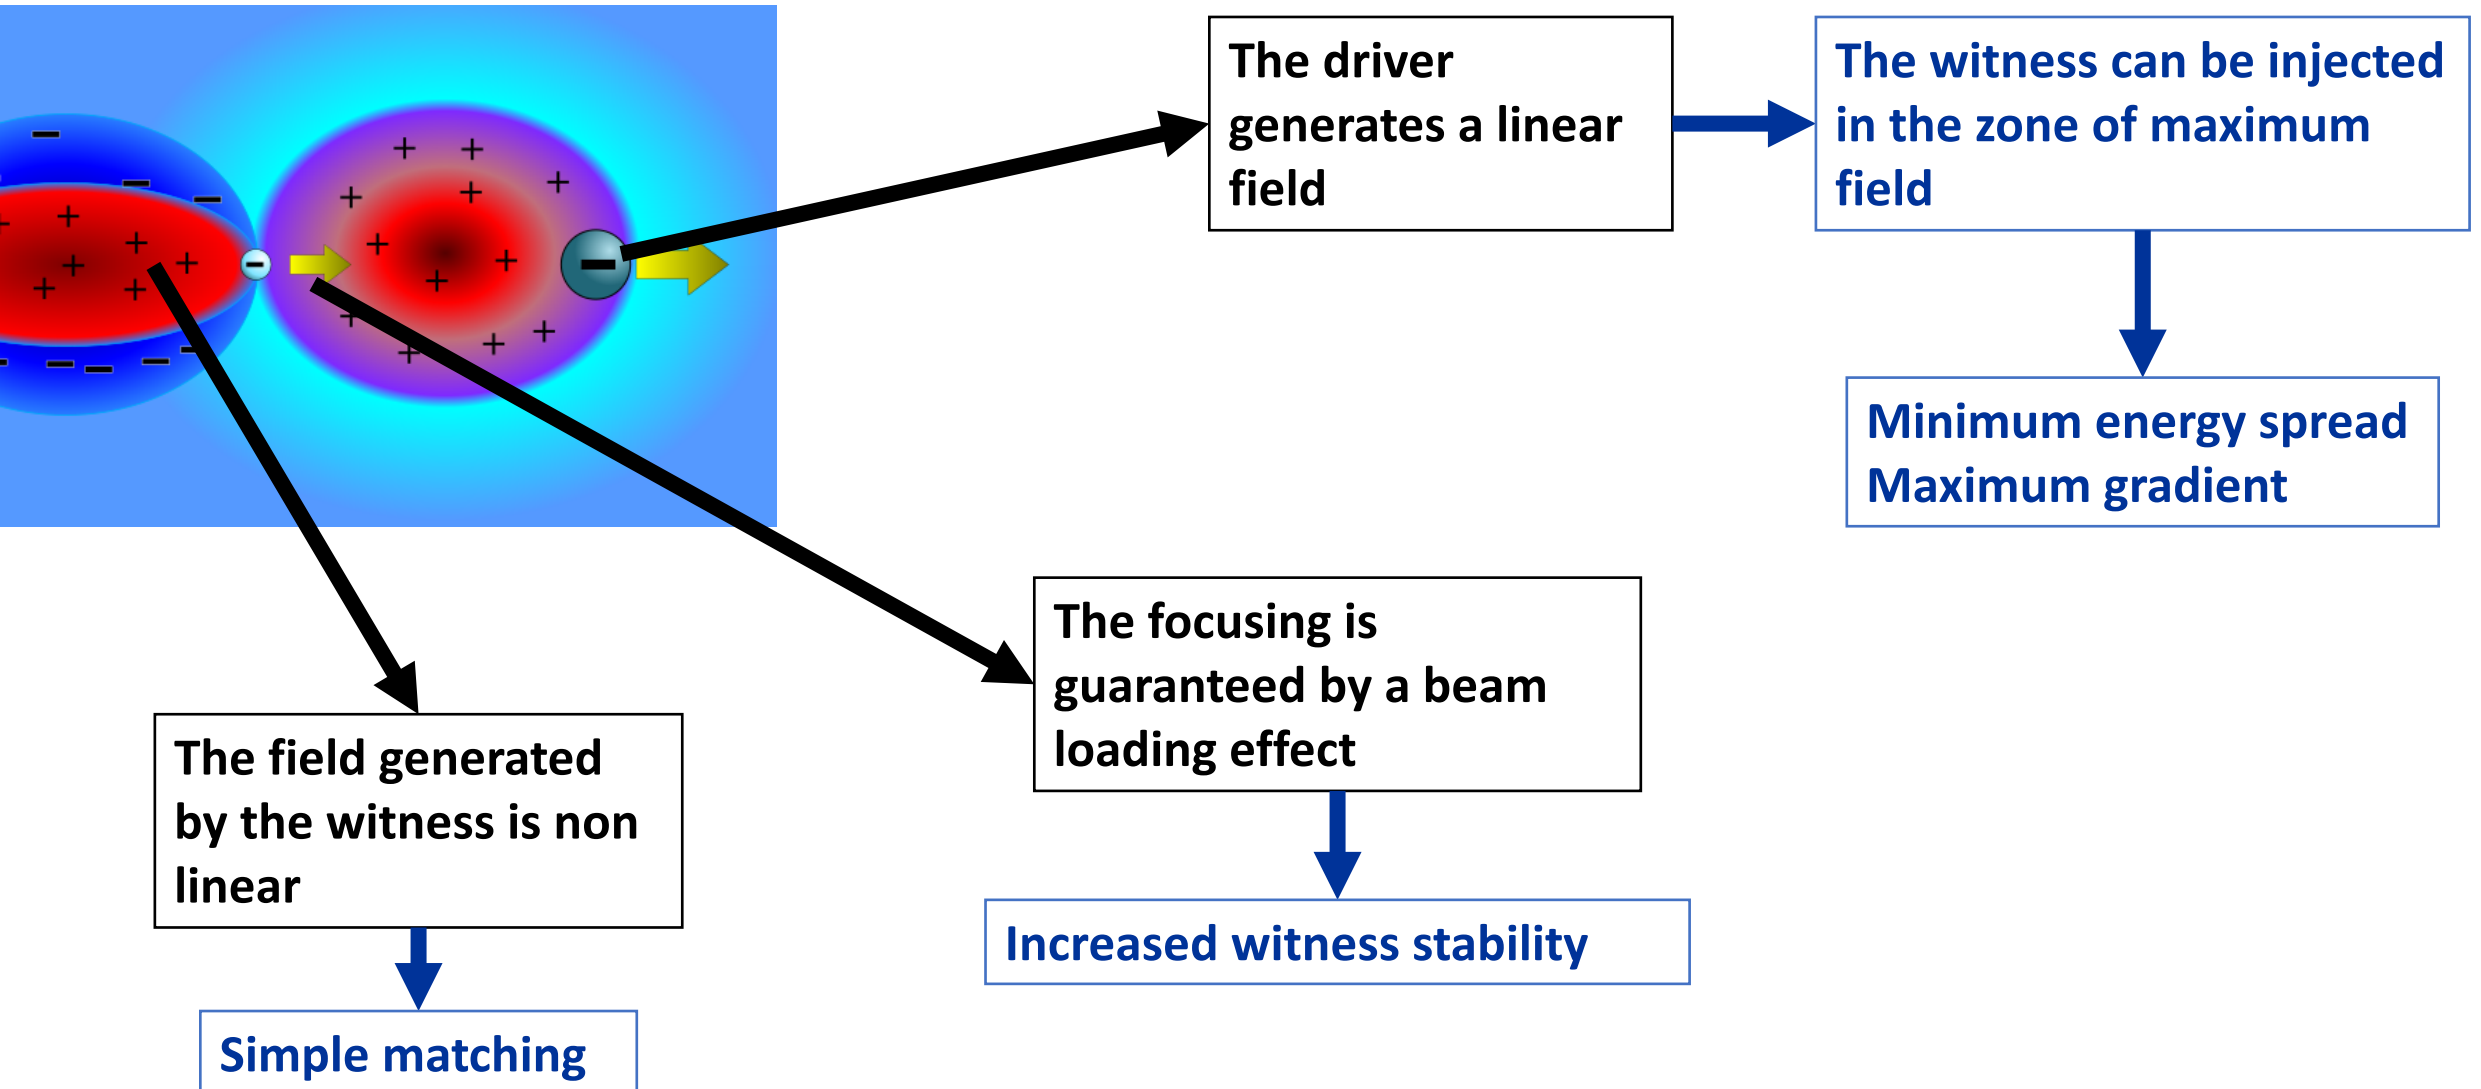 The driver
generates a linear
field
The witness can be injected
in the zone of maximum
field
Minimum energy spread
Maximum gradient
The focusing is
guaranteed by a beam
loading effect
Increased witness stability
The field generated
by the witness is non
linear
Simple matching